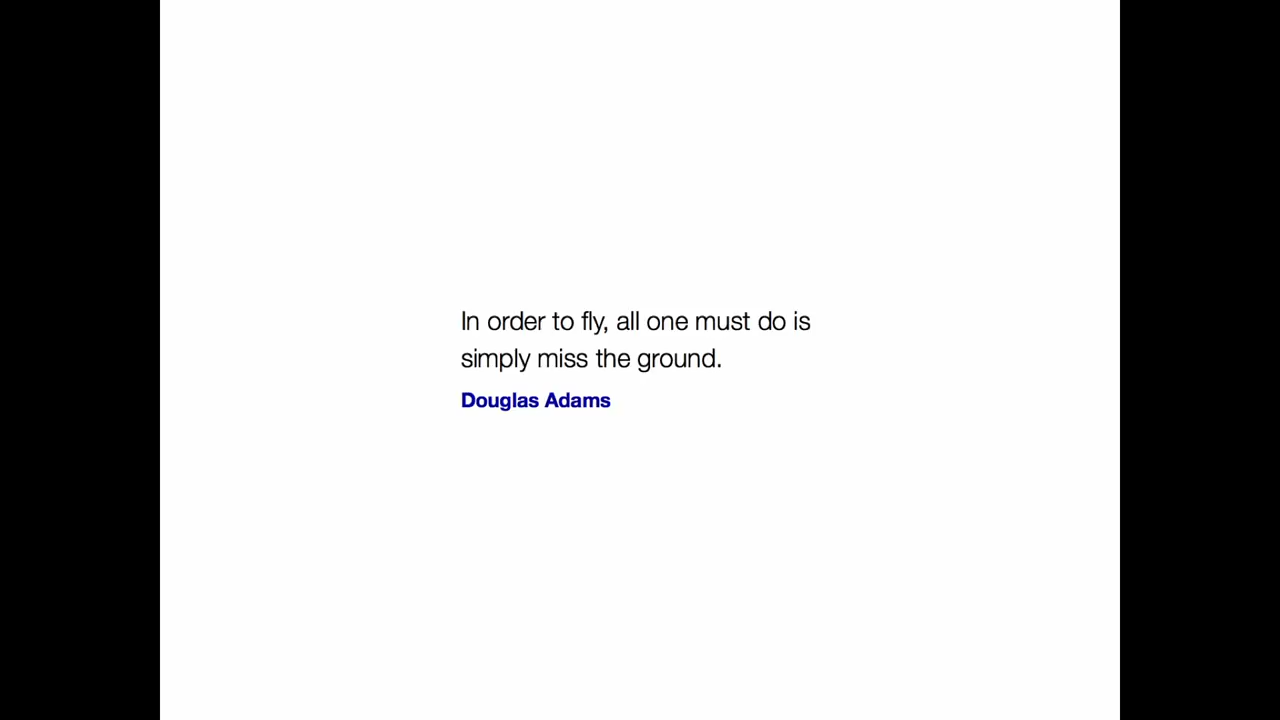 In order to fly, all one must do is
simply miss the ground.
Douglas Adams